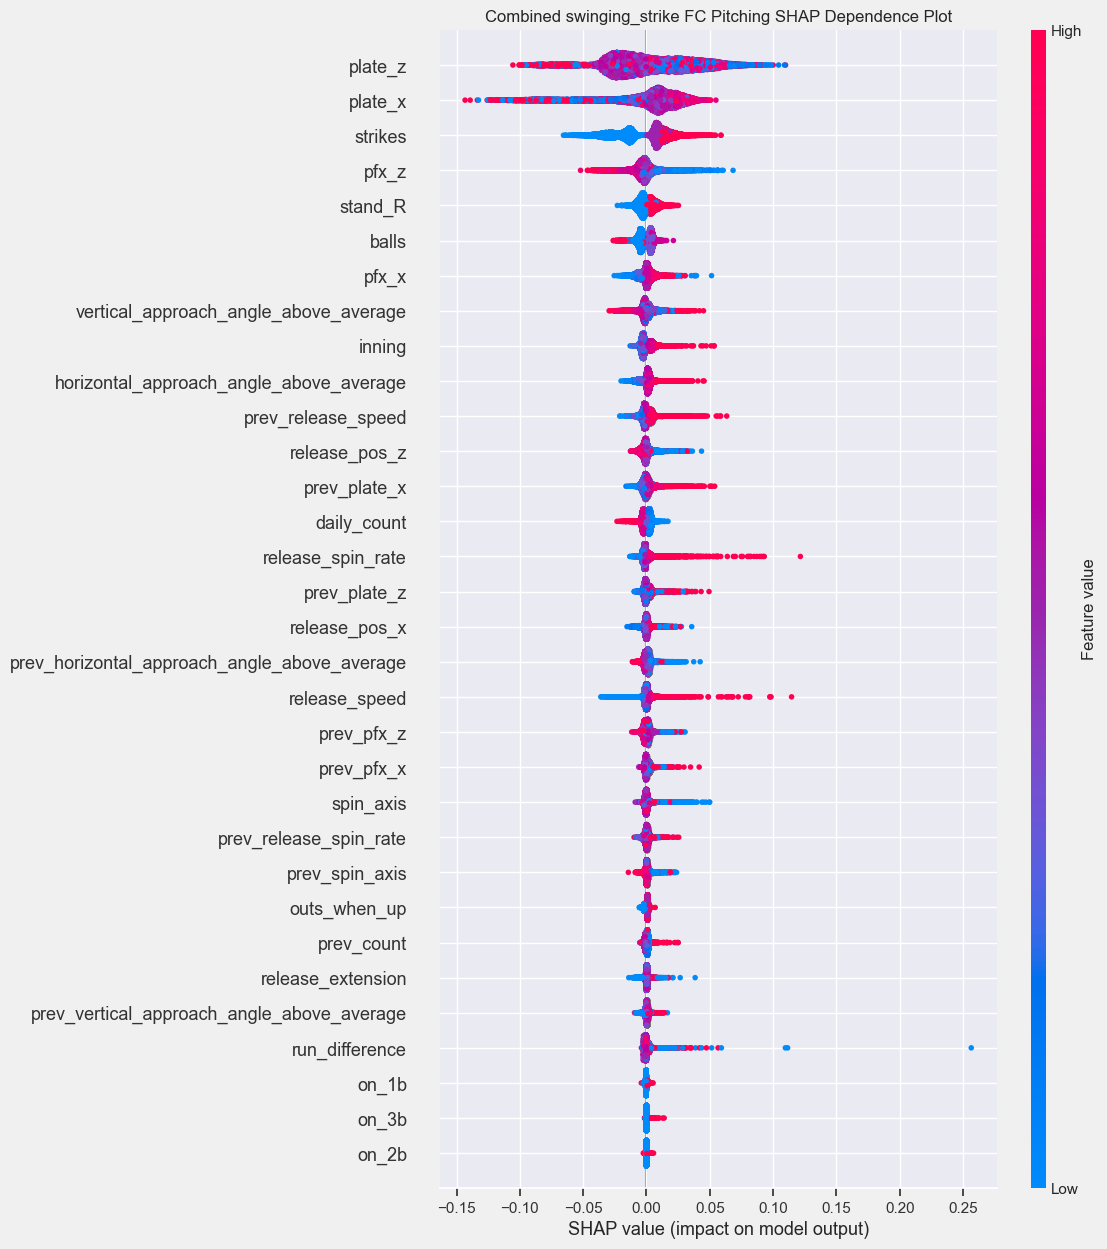 Combined swinging_strike FC Pitching SHAP Dependence Plot
High
plate_z
plate_x
strikes
pfx_z
stand_R
balls
pfx_x
vertical_approach_angle_above_average
inning
horizontal_approach_angle_above_average
prev_release_speed
release_pos_z
prev_plate_x
daily_count
release_spin_rate
prev_plate_z
release_pos_x
prev_horizontal_approach_angle_above_average
release_speed
prev_pfx_z
prev_pfx_x
spin_axis
prev_release_spin_rate
prev_spin_axis
outs_when_up
prev_count
release_extension
prev_vertical_approach_angle_above_average
run_difference
on_1b
on_3b
on_2b
Feature value
Low
−0.15 −0.10 −0.05 0.00 0.05 0.10 0.15 0.20 0.25
SHAP value (impact on model output)